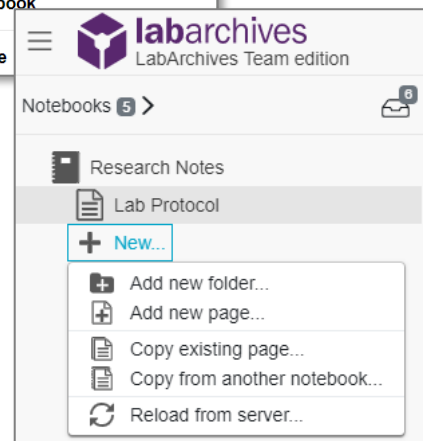 book
e
labarchives
LabArchives Team edition
Notebooks 5
6
Research Notes
Lab Protocol
New...
Add new folder...
Add new page...
Copy existing page...
Copy from another notebook...
Reload from server...